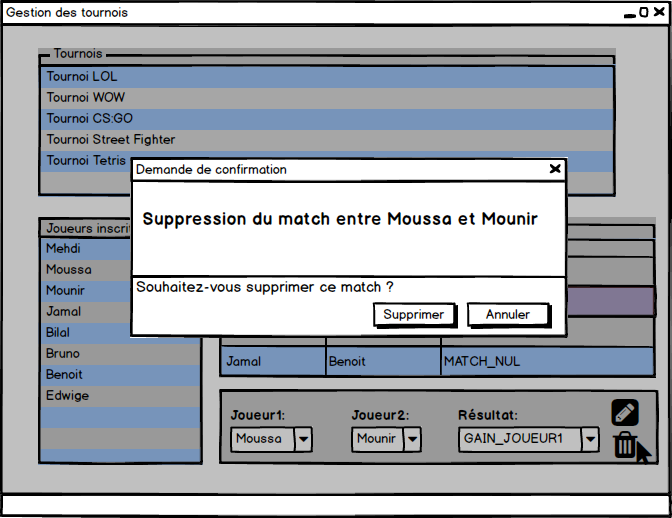 Gestion des tournois
Tournois
Tournoi LOL
Tournoi WOW
Tournoi CS:GO
Tournoi Street Fighter
Tournoi Tetris
Demande de confirmation
Suppression du match entre Moussa et Mounir
Souhaitez-vous supprimer ce match ?
Supprimer
Annuler
Joueurs inscrit
Mehdi
Moussa
Mounir
Jamal
Bilal
Bruno
Benoit
Edwige
Jamal Benoit MATCH_NUL
Joueur1: Joueur2: Résultat:
Moussa Mounir GAIN_JOUEUR1